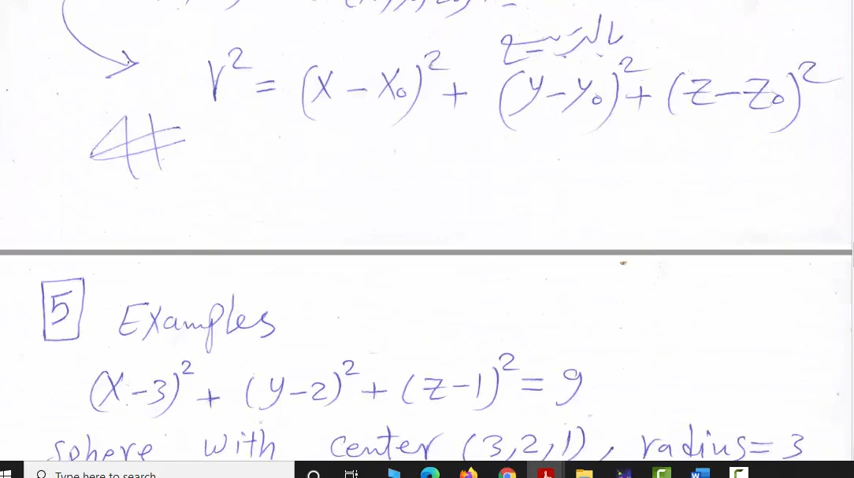 بالتربيع
r² = (x − x₀)² + (y − y₀)² + (z − z₀)²
#
5 Examples
(x − 3)² + (y − 2)² + (z − 1)² = 9
sphere with center (3,2,1), radius = 3
Type here to search